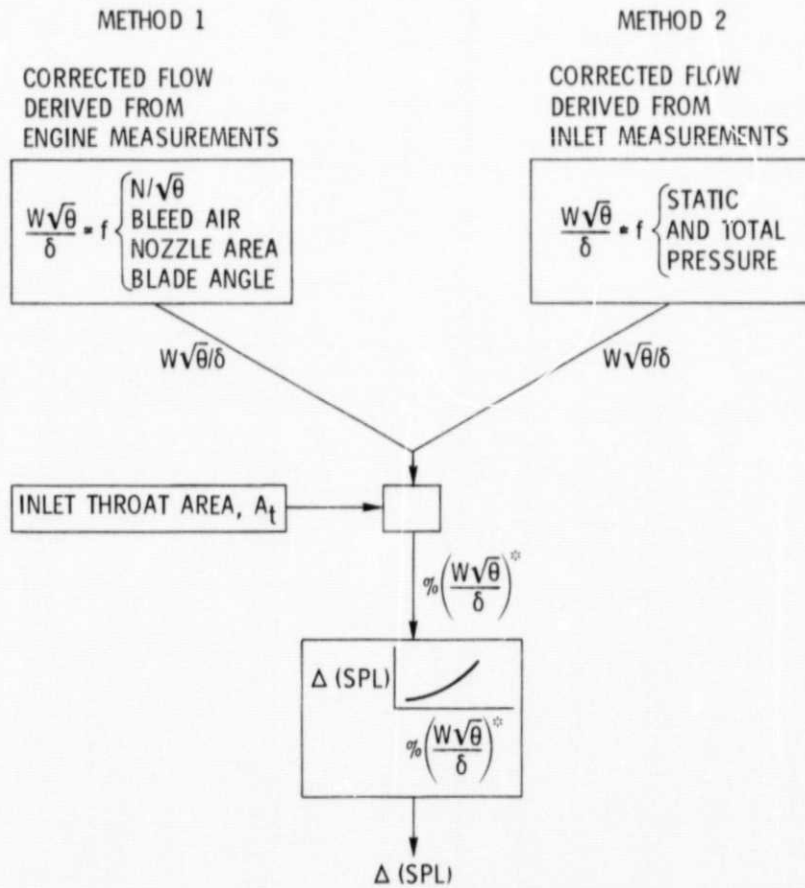 METHOD 1
CORRECTED FLOW
DERIVED FROM
ENGINE MEASUREMENTS
W√θ/δ = f { N/√θ
BLEED AIR
NOZZLE AREA
BLADE ANGLE
W√θ/δ
METHOD 2
CORRECTED FLOW
DERIVED FROM
INLET MEASUREMENTS
W√θ/δ = f { STATIC
AND TOTAL
PRESSURE
W√θ/δ
INLET THROAT AREA, At
%(W√θ/δ)*
Δ (SPL)
%(W√θ/δ)*
Δ (SPL)